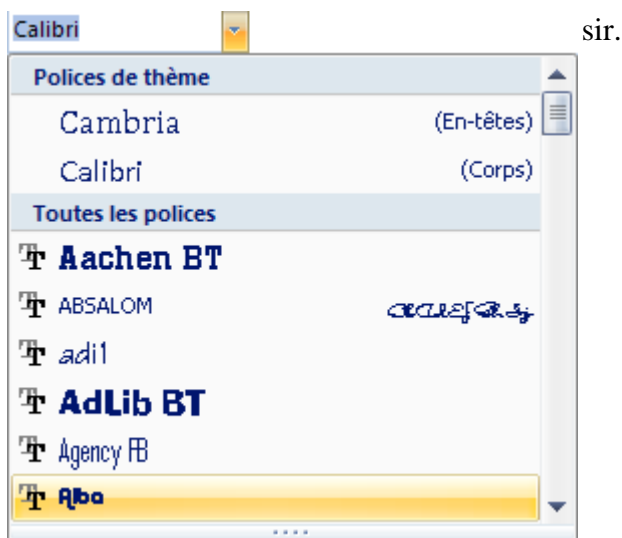 Calibri sir.
Polices de thème
Cambria (En-têtes)
Calibri (Corps)
Toutes les polices
Aachen BT
ABSALOM
adi1
AdLib BT
Agency FB
Alba